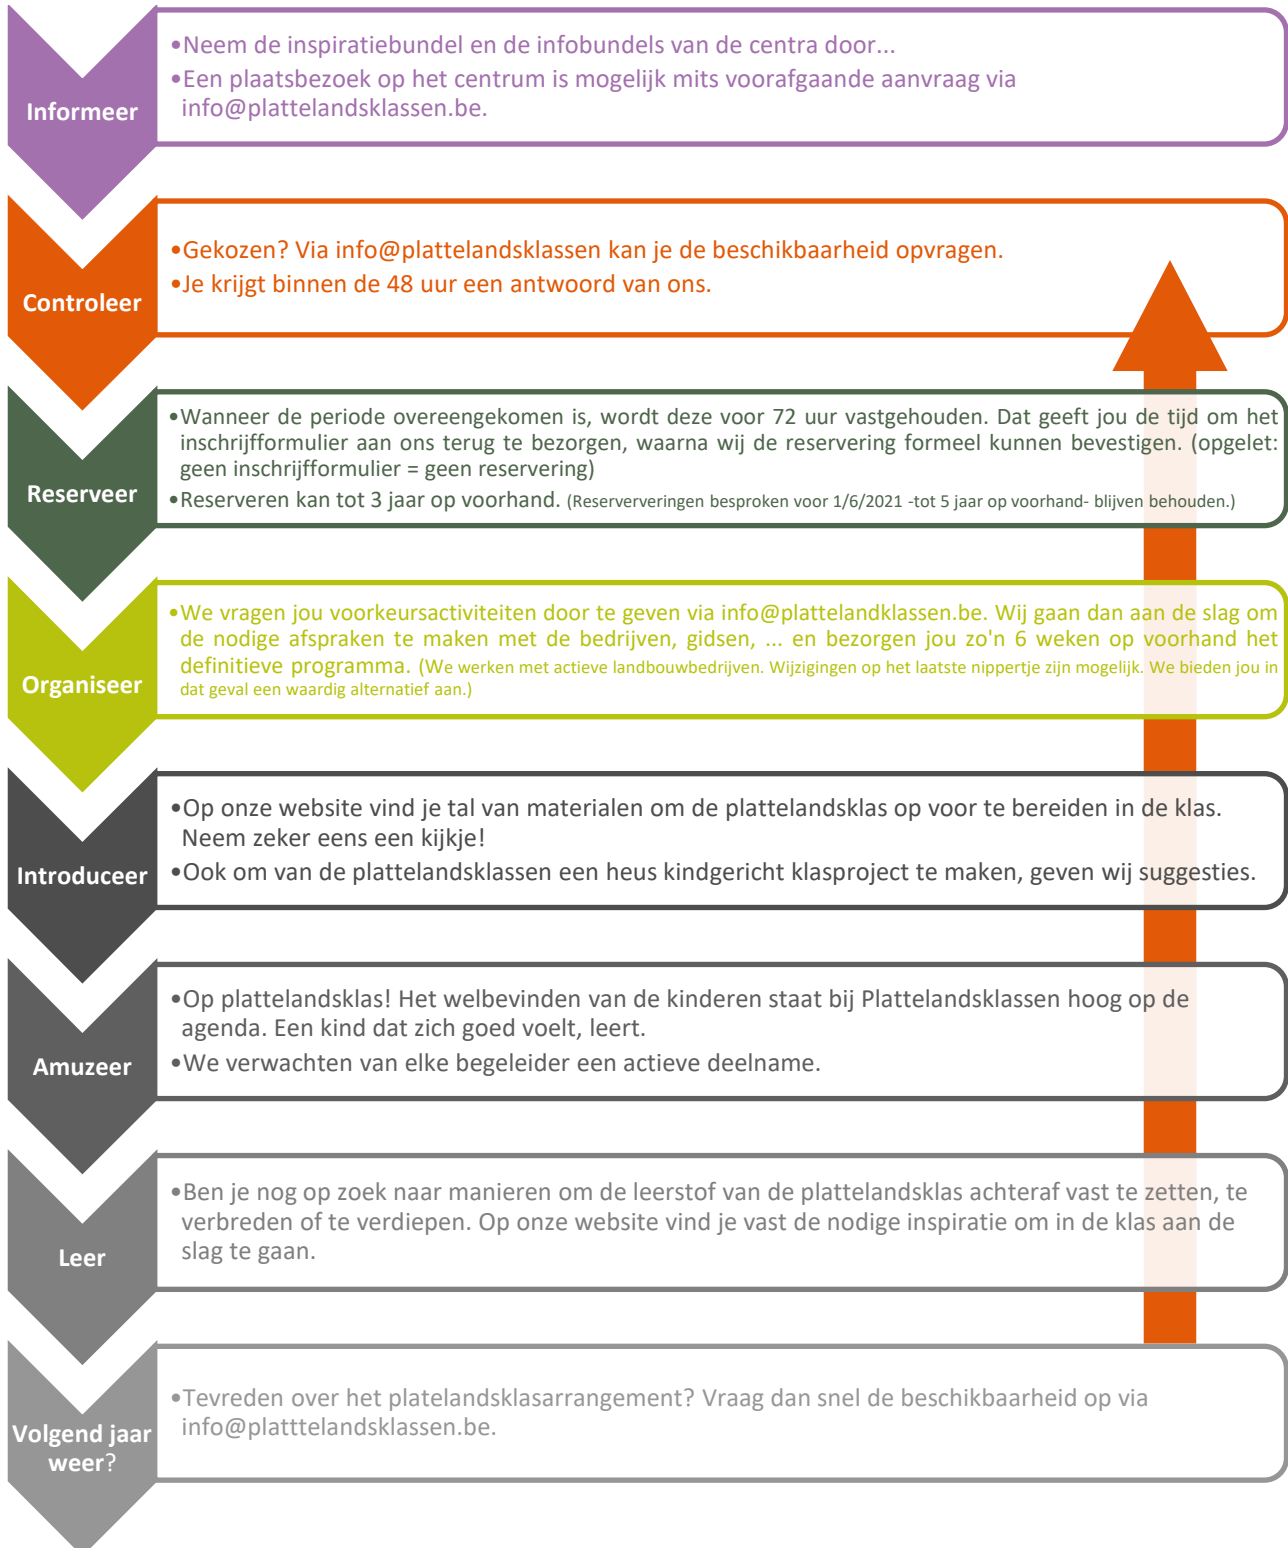 Informeer
•Neem de inspiratiebundel en de infobundels van de centra door...
•Een plaatsbezoek op het centrum is mogelijk mits voorafgaande aanvraag via
info@plattelandsklassen.be.
Controleer
•Gekozen? Via info@plattelandsklassen kan je de beschikbaarheid opvragen.
•Je krijgt binnen de 48 uur een antwoord van ons.
Reserveer
•Wanneer de periode overeengekomen is, wordt deze voor 72 uur vastgehouden. Dat geeft jou de tijd om het
inschrijfformulier aan ons terug te bezorgen, waarna wij de reservering formeel kunnen bevestigen. (opgelet:
geen inschrijfformulier = geen reservering)
•Reserveren kan tot 3 jaar op voorhand. (Reserververingen besproken voor 1/6/2021 -tot 5 jaar op voorhand- blijven behouden.)
Organiseer
•We vragen jou voorkeursactiviteiten door te geven via info@plattelandklassen.be. Wij gaan dan aan de slag om
de nodige afspraken te maken met de bedrijven, gidsen, ... en bezorgen jou zo'n 6 weken op voorhand het
definitieve programma. (We werken met actieve landbouwbedrijven. Wijzigingen op het laatste nippertje zijn mogelijk. We bieden jou in
dat geval een waardig alternatief aan.)
Introduceer
•Op onze website vind je tal van materialen om de plattelandsklas op voor te bereiden in de klas.
Neem zeker eens een kijkje!
•Ook om van de plattelandsklassen een heus kindgericht klasproject te maken, geven wij suggesties.
Amuzeer
•Op plattelandsklas! Het welbevinden van de kinderen staat bij Plattelandsklassen hoog op de
agenda. Een kind dat zich goed voelt, leert.
•We verwachten van elke begeleider een actieve deelname.
Leer
•Ben je nog op zoek naar manieren om de leerstof van de plattelandsklas achteraf vast te zetten, te
verbreden of te verdiepen. Op onze website vind je vast de nodige inspiratie om in de klas aan de
slag te gaan.
Volgend jaar
weer?
•Tevreden over het platelandsklasarrangement? Vraag dan snel de beschikbaarheid op via
info@platttelandsklassen.be.